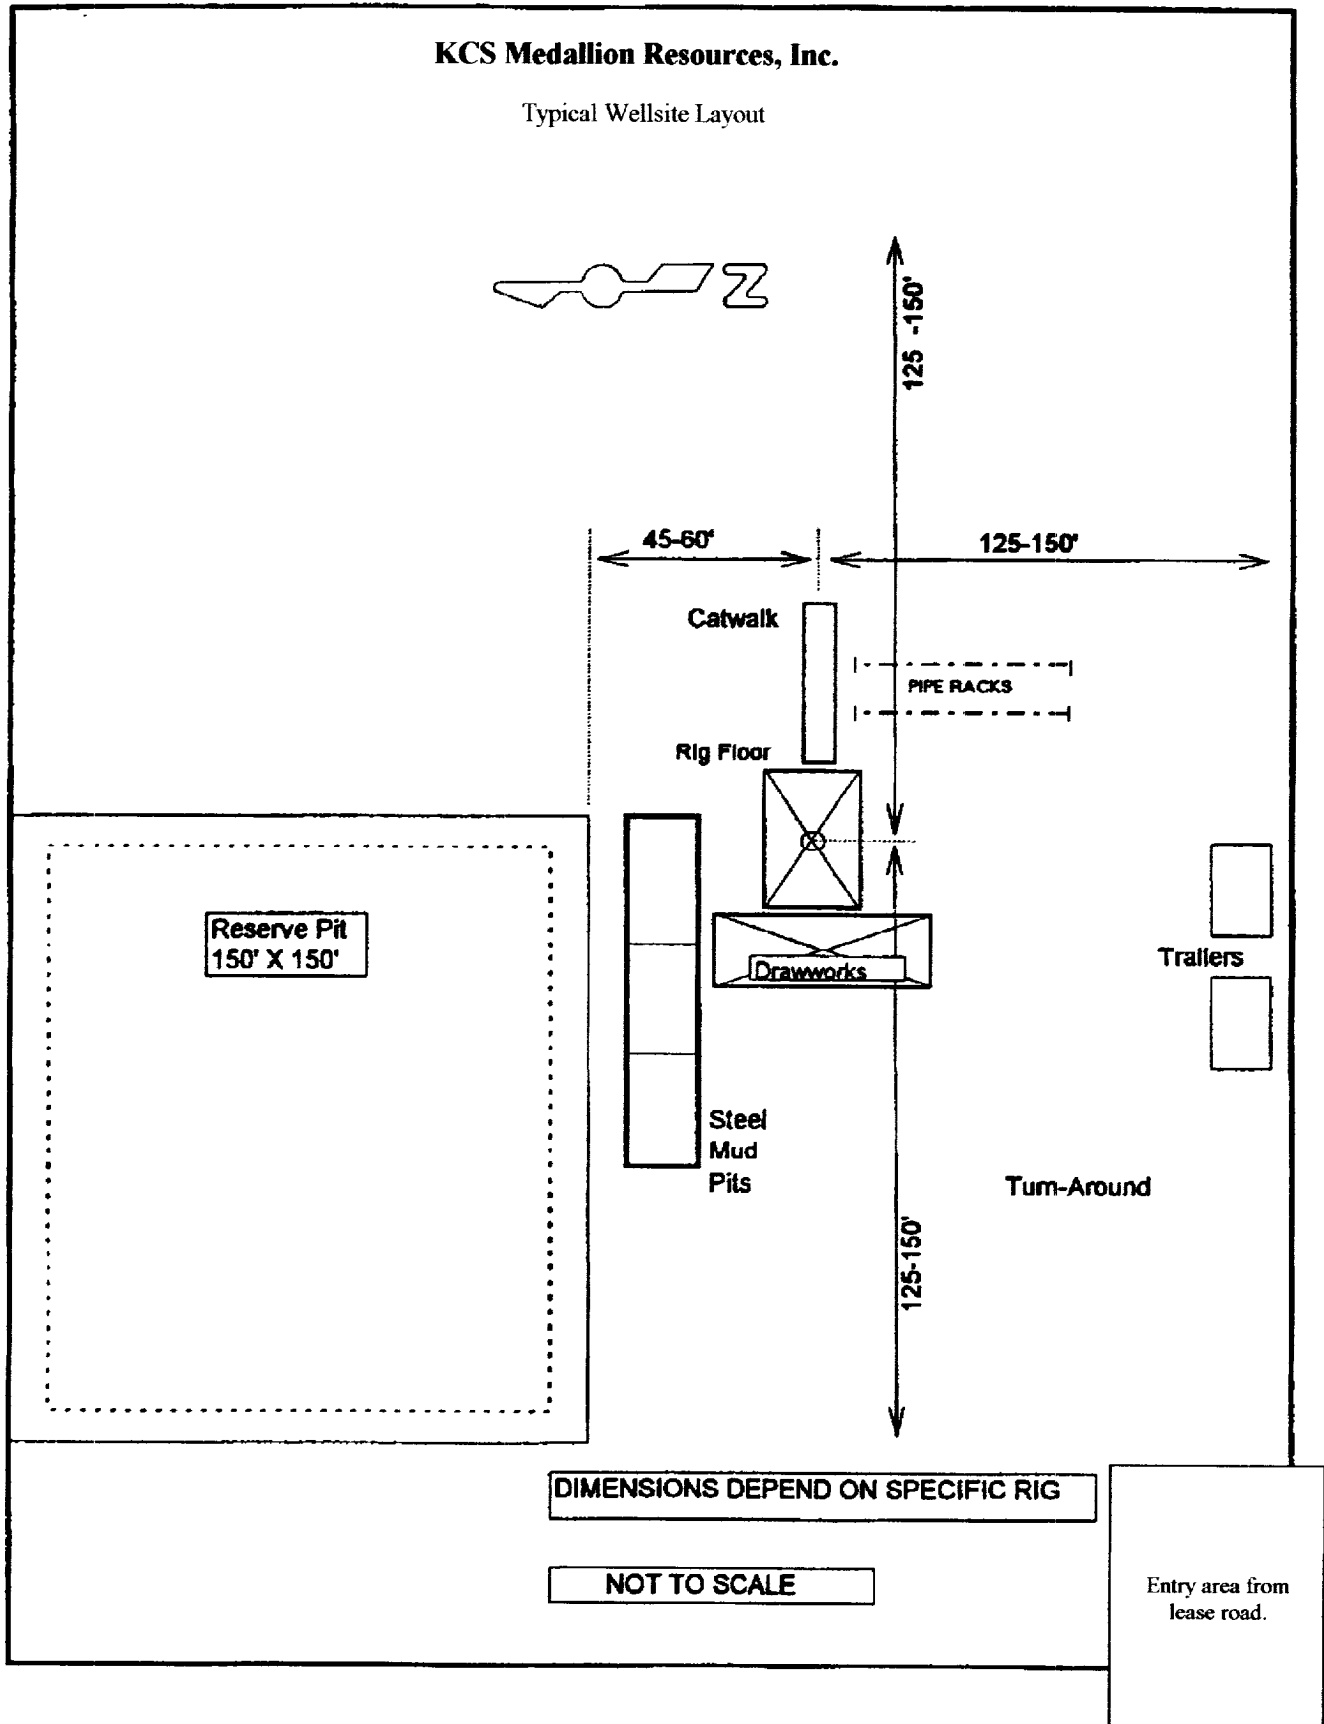 KCS Medallion Resources, Inc.
Typical Wellsite Layout
N
125 -150'
45-60'
125-150'
Catwalk
PIPE RACKS
Rig Floor
Reserve Pit
150' X 150'
Drawworks
Trailers
Steel
Mud
Pits
Turn-Around
125-150'
DIMENSIONS DEPEND ON SPECIFIC RIG
NOT TO SCALE
Entry area from
lease road.